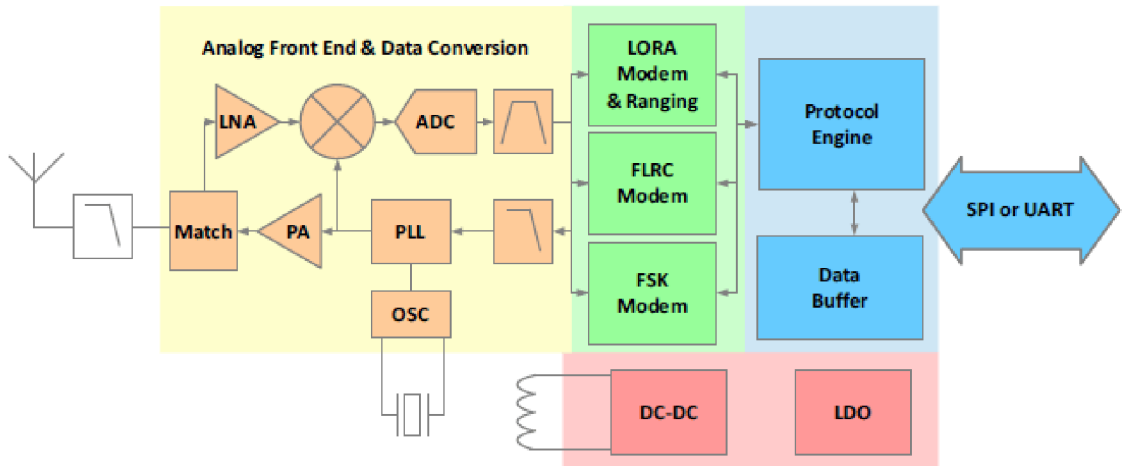 Analog Front End & Data Conversion
LNA
ADC
Match
PA
PLL
OSC
LORA
Modem
& Ranging
FLRC
Modem
FSK
Modem
Protocol
Engine
Data
Buffer
SPI or UART
DC-DC
LDO